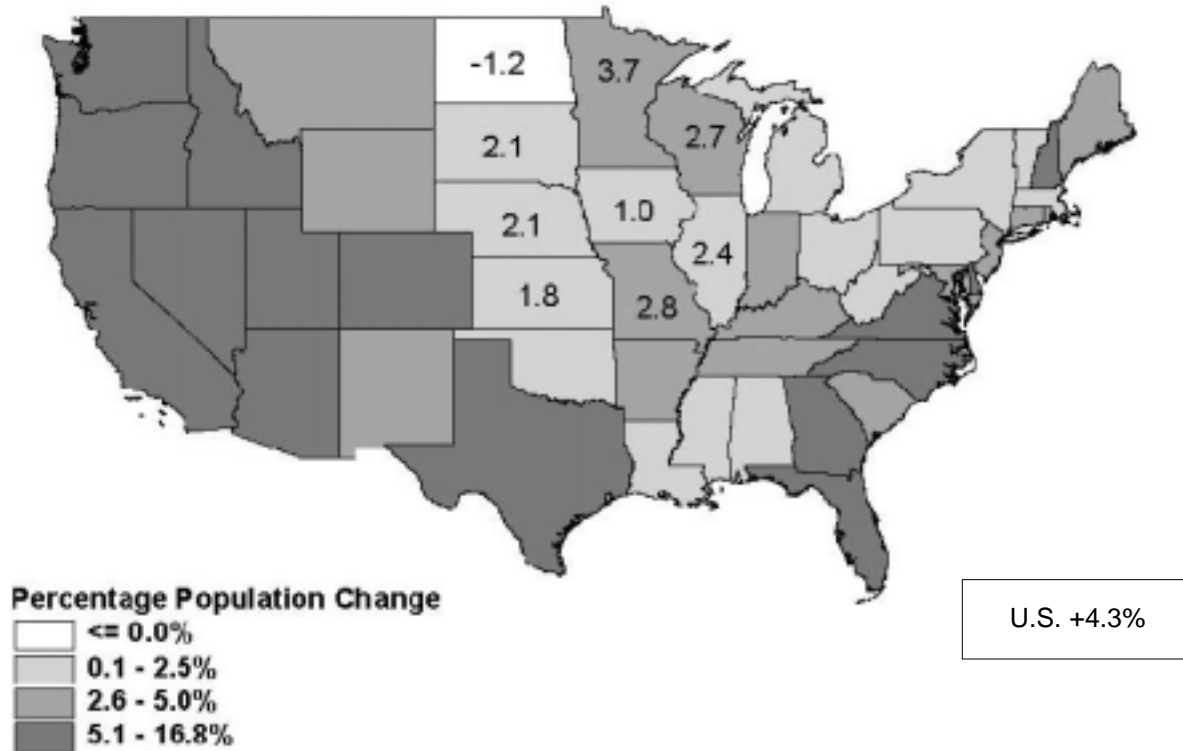 -1.2
3.7
2.1
2.7
2.1
1.0
2.4
1.8
2.8
Percentage Population Change
<= 0.0%
0.1 - 2.5%
2.6 - 5.0%
5.1 - 16.8%
U.S. +4.3%